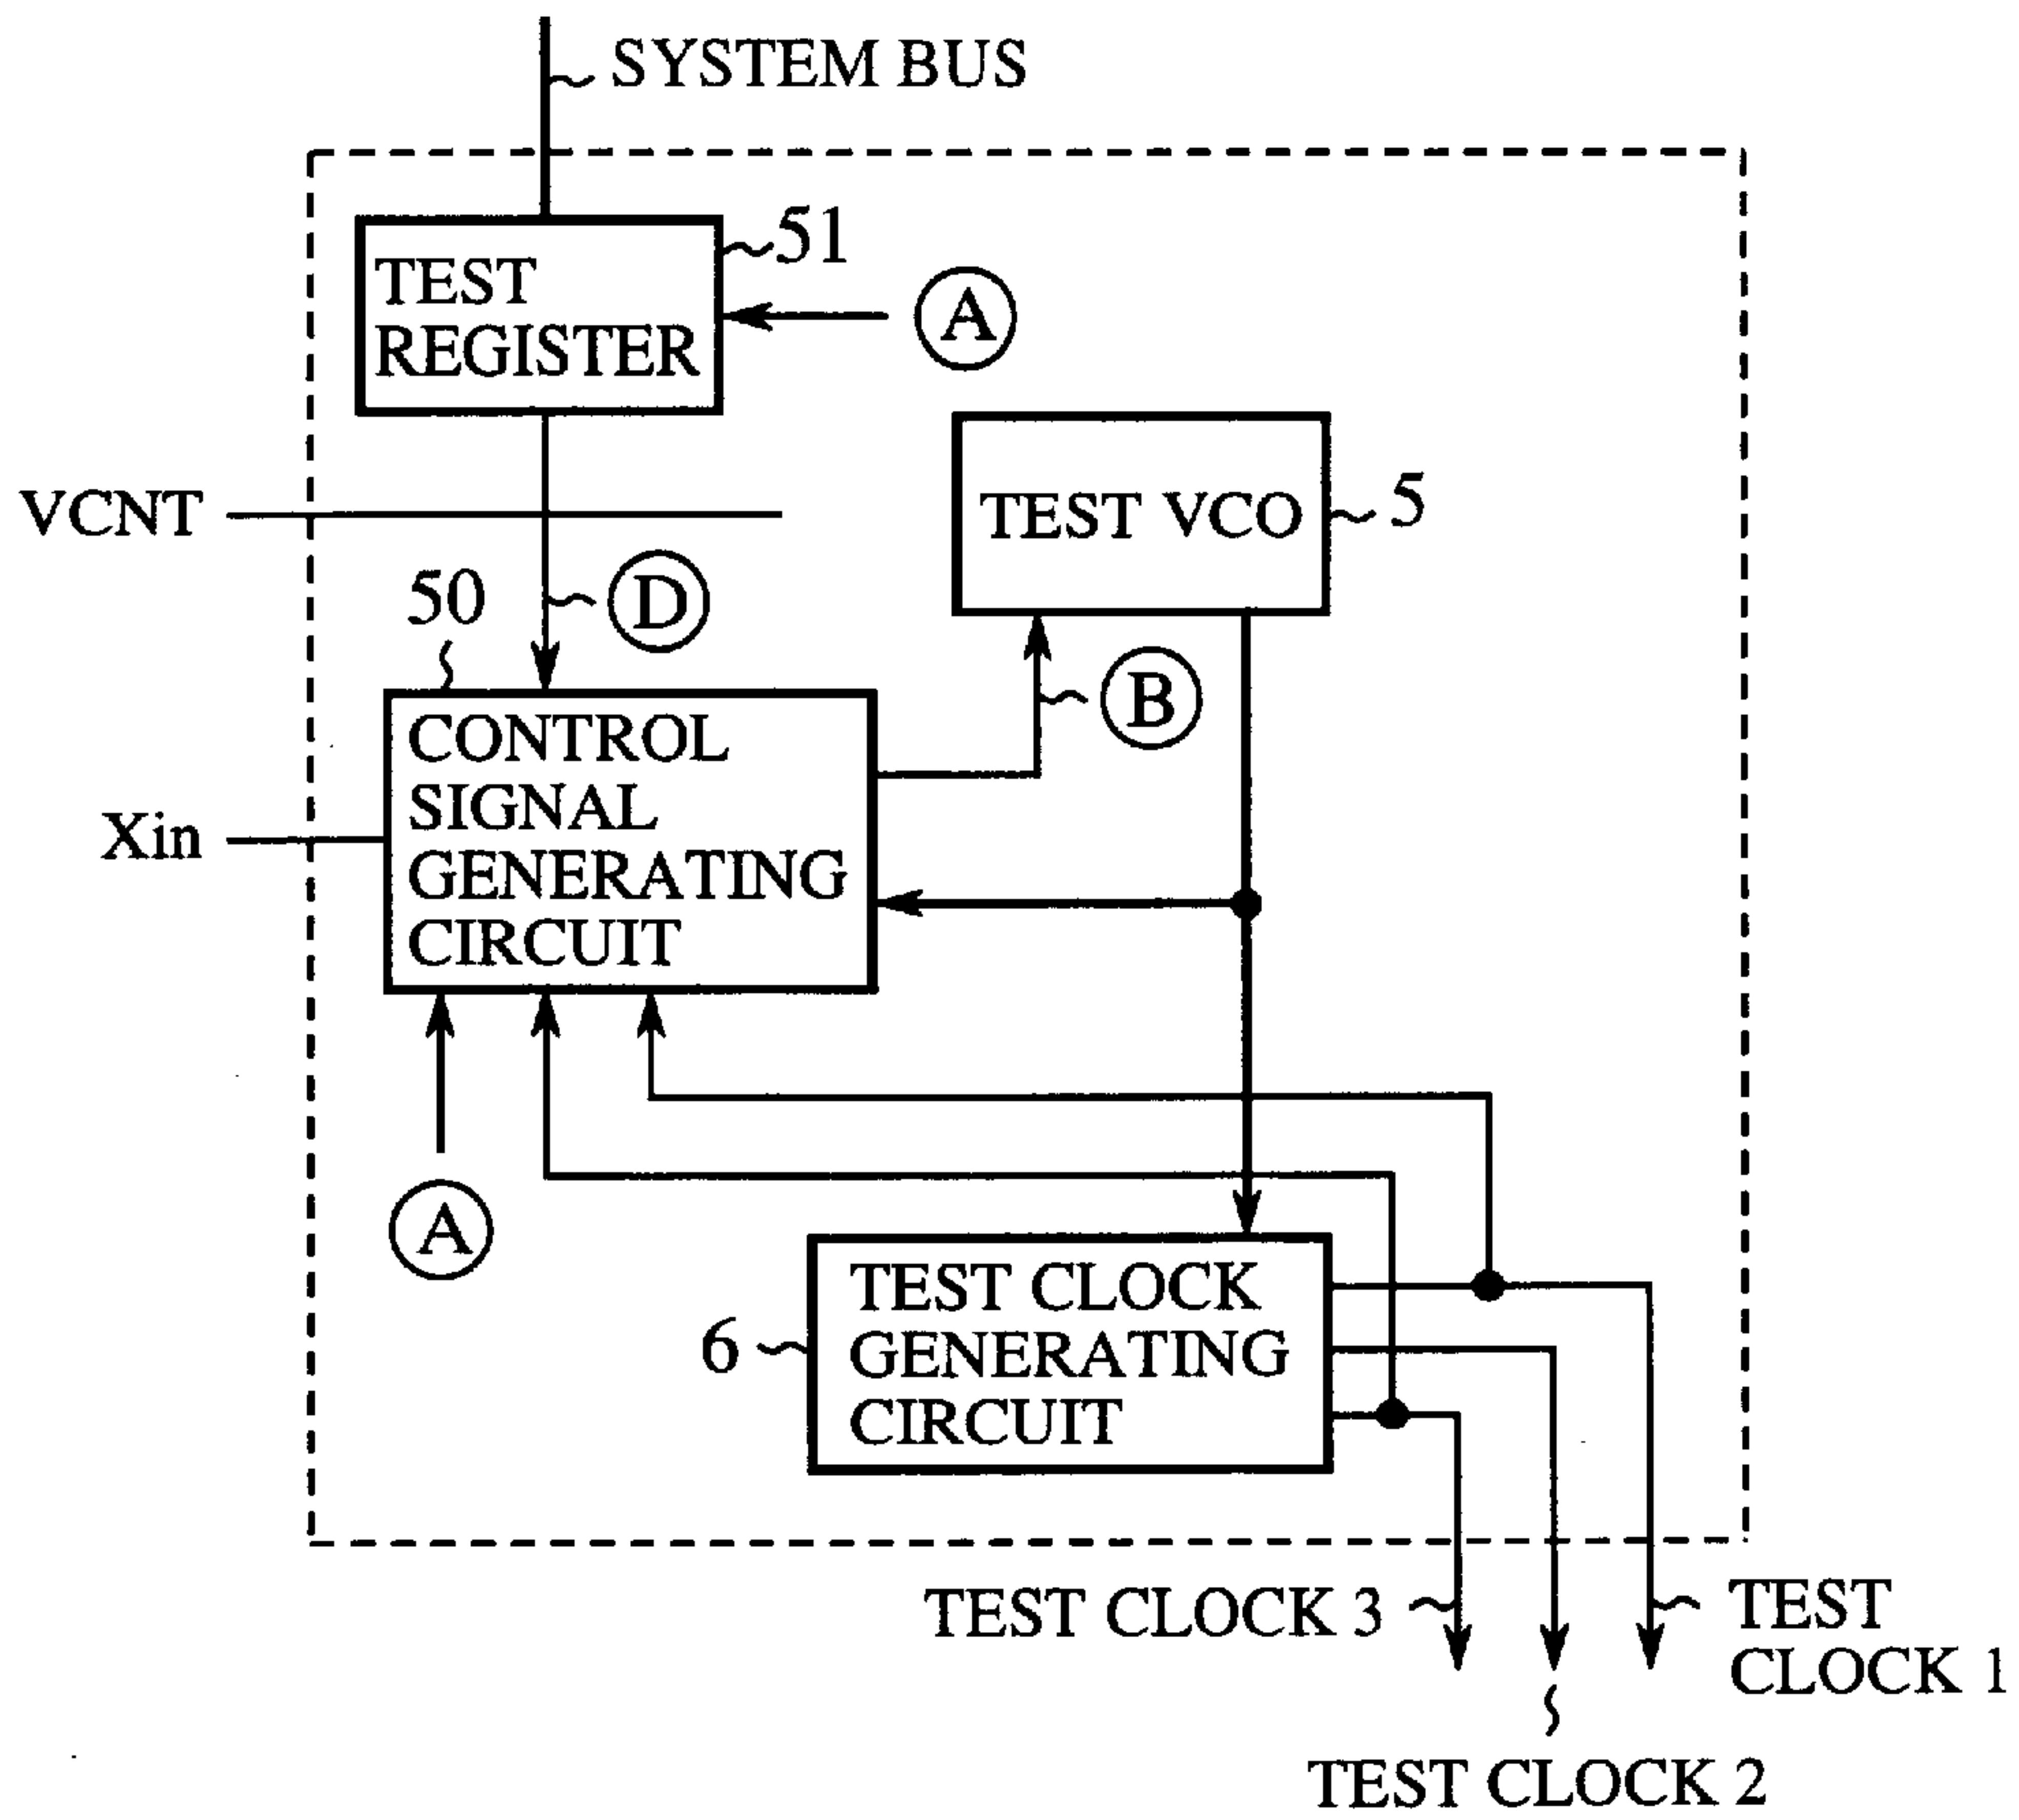 SYSTEM BUS
51
TEST
REGISTER
A
VCNT
TEST VCO
5
50
D
B
CONTROL
SIGNAL
GENERATING
CIRCUIT
Xin
A
TEST CLOCK
GENERATING
CIRCUIT
6
TEST CLOCK 3
TEST
CLOCK 1
TEST CLOCK 2